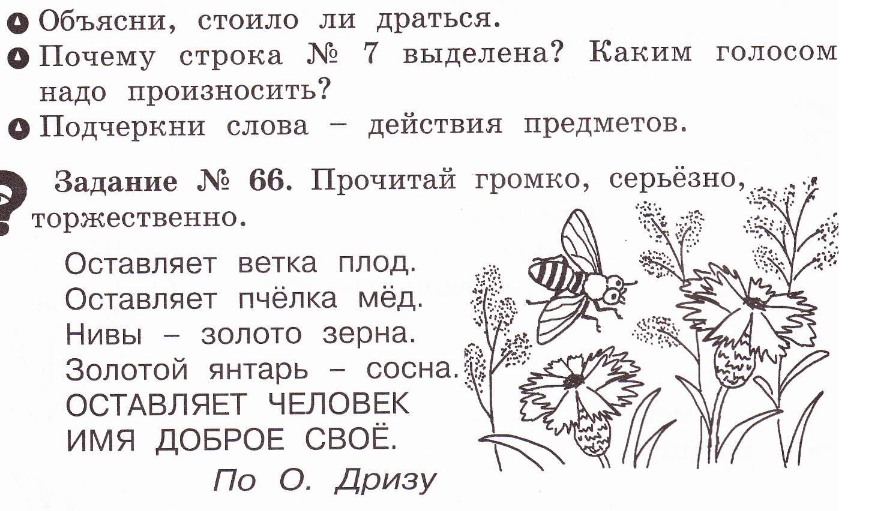 Объясни, стоило ли драться.
Почему строка № 7 выделена? Каким голосом
надо произносить?
Подчеркни слова – действия предметов.
Задание № 66. Прочитай громко, серьёзно,
торжественно.
Оставляет ветка плод.
Оставляет пчёлка мёд.
Нивы – золото зерна.
Золотой янтарь – сосна.
ОСТАВЛЯЕТ ЧЕЛОВЕК
ИМЯ ДОБРОЕ СВОЁ.
По О. Дризу